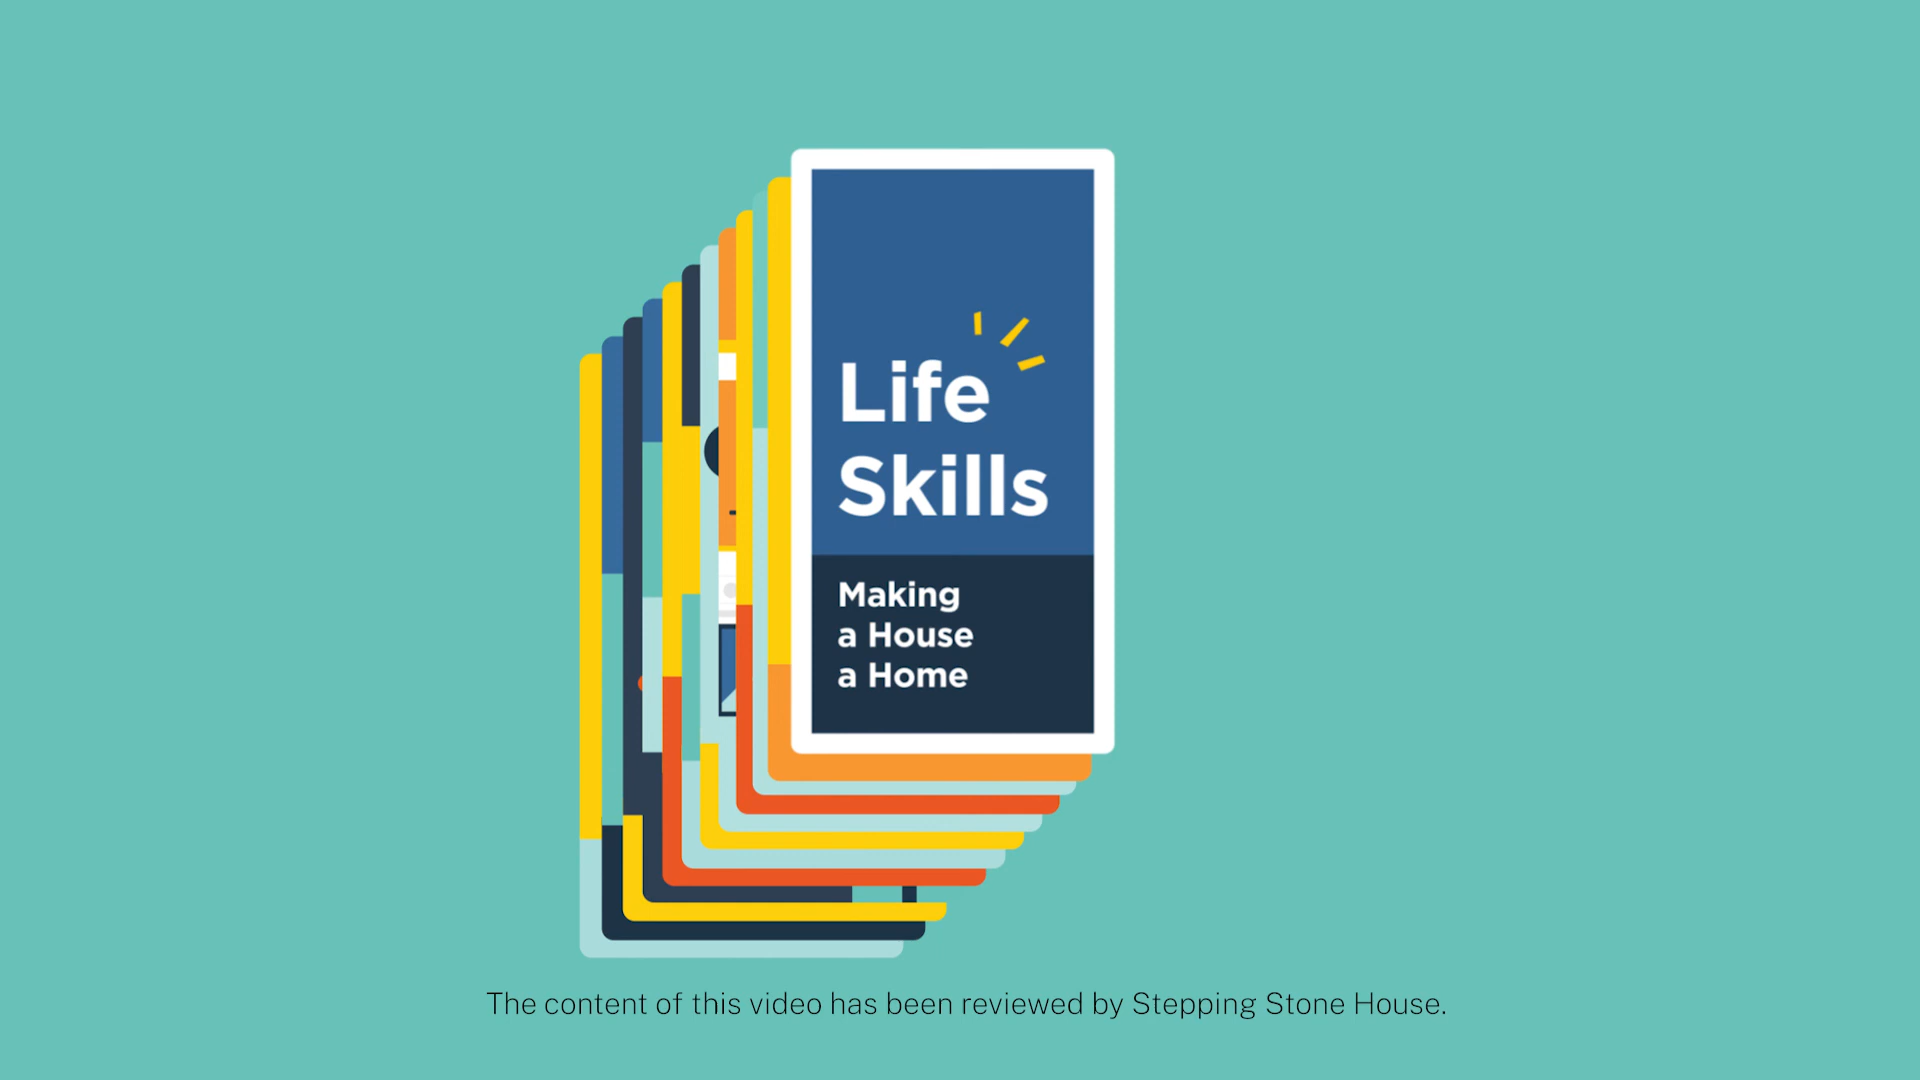 Life
Skills
Making
a House
a Home
The content of this video has been reviewed by Stepping Stone House.